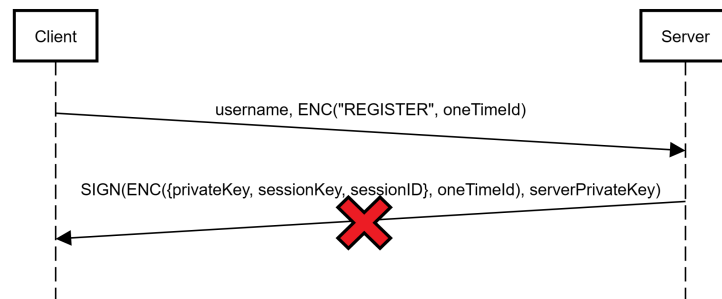 Client
Server
username, ENC("REGISTER", oneTimeId)
SIGN(ENC({privateKey, sessionKey, sessionID}, oneTimeId), serverPrivateKey)